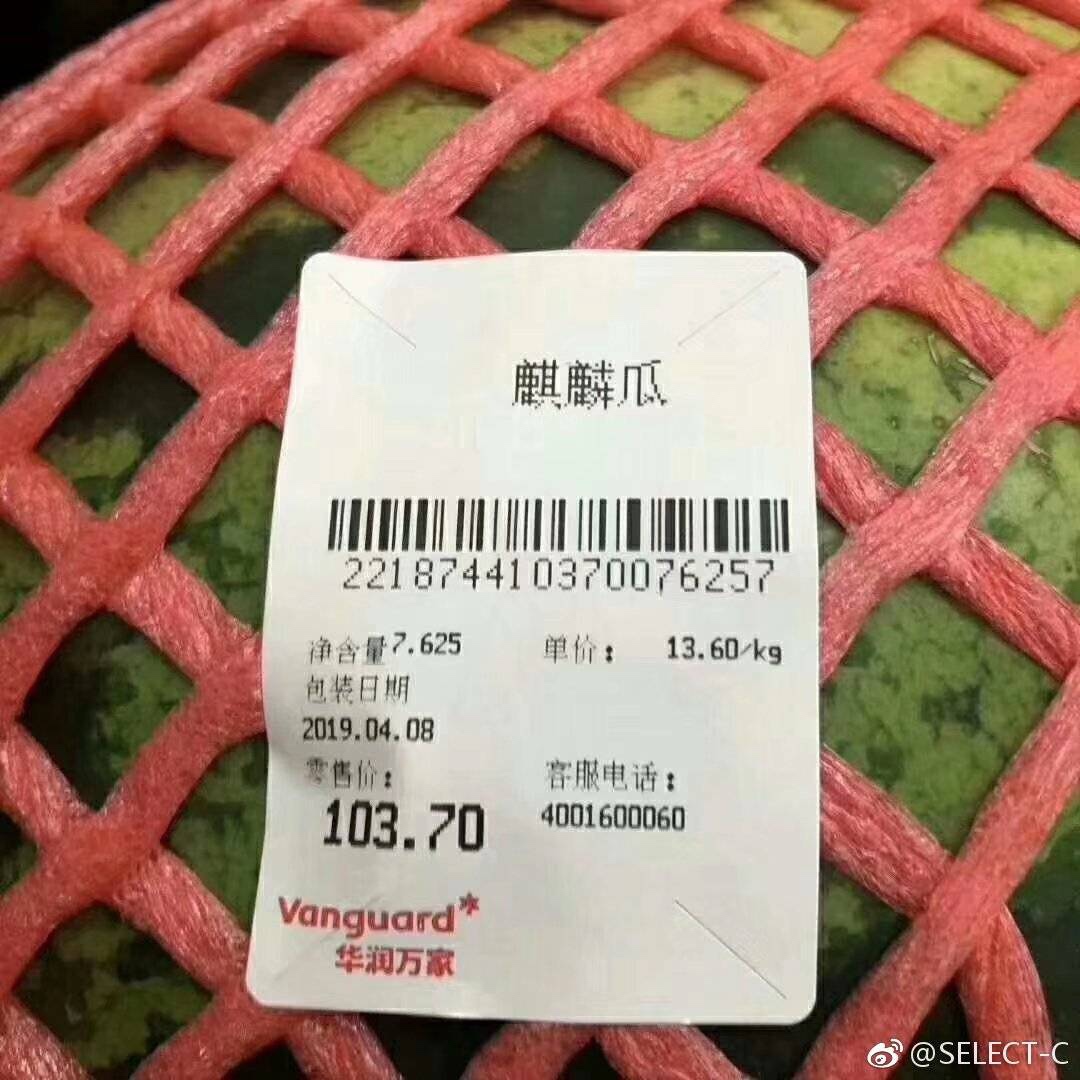 麒麟瓜
221874410370076257
净含量7.625 单价: 13.60/kg
包装日期
2019.04.08
零售价: 客服电话:
103.70 4001600060
Vanguard*
华润万家
@SELECT-C